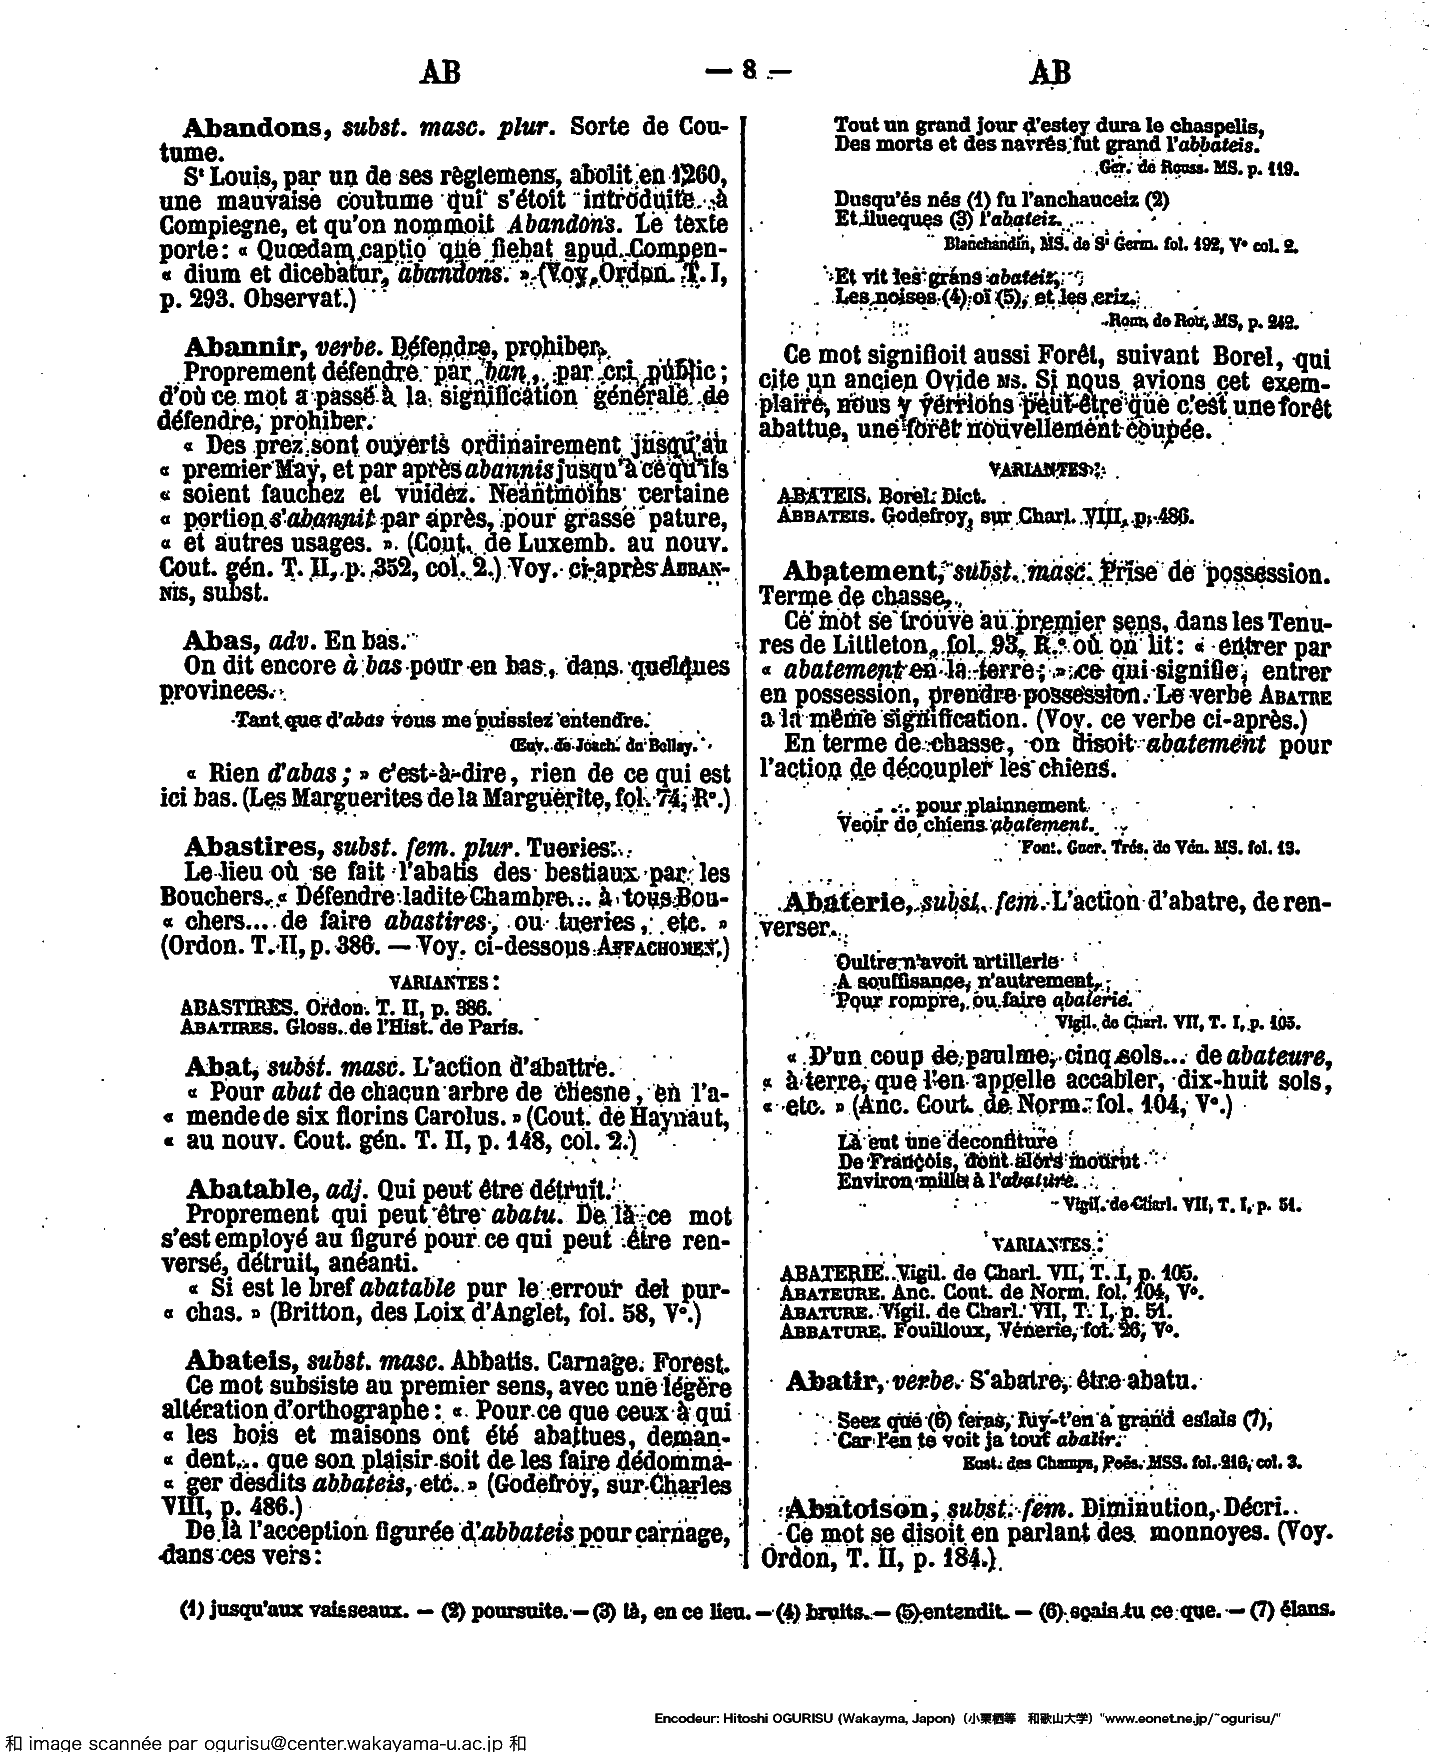 AB — 8 — AB
Abandons, subst. masc. plur. Sorte de Cou-
tume.
St Louis, par un de ses règlemens, abolit en 1260,
une mauvaise coutume qui s'étoit introduite à
Compiegne, et qu'on nommoit Abandons. Le texte
porte : « Quœdam captio que fiebat apud Compen-
« dium et dicebatur, abandons. » (Voy. Ordon. T. I,
p. 293. Observat.)
Abannir, verbe. Défendre, prohiber.
Proprement défendre par ban, par cri public ;
d'où ce mot a passé à la signification générale de
défendre, prohiber.
« Des prez sont ouverts ordinairement jusqu'au
« premier May, et par après abannis jusqu'à ce qu'ils
« soient fauchez et vuidez. Neantmoins certaine
« portion s'abannit par après, pour grasse pature,
« et autres usages. » (Cout. de Luxemb. au nouv.
Cout. gén. T. II, p. 352, col. 2.) Voy. ci-après ABBAN-
NIS, subst.
Abas, adv. En bas.
On dit encore à bas pour en bas, dans quelques
provinces.
Tant que d'abas vous me puissiez entendre.
Œuv. de Joach. du Bellay.
« Rien d'abas ; » c'est-à-dire, rien de ce qui est
ici bas. (Les Marguerites de la Marguerite, fol. 74, R°.)
Abastires, subst. fem. plur. Tueries.
Le lieu où se fait l'abatis des bestiaux par les
Bouchers. « Défendre ladite Chambre... à tous Bou-
« chers... de faire abastires, ou tueries, etc. »
(Ordon. T. II, p. 386. — Voy. ci-dessous AFFACHOMEN.)
VARIANTES :
ABASTIRES. Ordon. T. II, p. 386.
ABATIRES. Gloss. de l'Hist. de Paris.
Abat, subst. masc. L'action d'abattre.
« Pour abat de chacun arbre de chesne, en l'a-
« mende de six florins Carolus. » (Cout. de Haynaut,
« au nouv. Cout. gén. T. II, p. 148, col. 2.)
Abatable, adj. Qui peut être détruit.
Proprement qui peut être abatu. De là ce mot
s'est employé au figuré pour ce qui peut être ren-
versé, détruit, anéanti.
« Si est le bref abatable pur le errour del pur-
« chas. » (Britton, des Loix d'Anglet, fol. 58, V°.)
Abateis, subst. masc. Abbatis. Carnage. Forest.
Ce mot subsiste au premier sens, avec une légère
altération d'orthographe : « Pour ce que ceux à qui
« les bois et maisons ont été abattues, deman-
« dent... que son plaisir soit de les faire dédomma-
« ger desdits abbateis, etc. » (Godefroy, sur Charles
VIII, p. 486.)
De là l'acception figurée d'abbateis pour carnage,
dans ces vers :
Tout un grand jour d'estey dura le chaspelis,
Des morts et des navrés fut grand l'abbateis.
Ger. de Rouss. MS. p. 119.
Dusqu'és nés (1) fu l'anchauceiz (2)
Et ilueques (3) l'abateiz.
Blanchandin, MS. de St Germ. fol. 192, V° col. 2.
Et vit les grans abateiz,
Les noises (4) oï (5), et les criz.
Rom. de Rou, MS, p. 242.
Ce mot signifioit aussi Forêt, suivant Borel, qui
cite un ancien Ovide MS. Si nous avions cet exem-
plaire, nous y verrions peut-être que c'est une forêt
abattue, une forêt nouvellement coupée.
VARIANTES :
ABATEIS. Borel. Dict.
ABBATEIS. Godefroy, sur Charl. VIII, p. 486.
Abatement, subst. masc. Prise de possession.
Terme de chasse.
Ce mot se trouve au premier sens, dans les Tenu-
res de Littleton, fol. 93, R.° où on lit : « entrer par
« abatement en la terre ; » ce qui signifie, entrer
en possession, prendre possession. Le verbe ABATRE
a la même signification. (Voy. ce verbe ci-après.)
En terme de chasse, on disoit abatement pour
l'action de découpler les chiens.
. . . . pour plainnement
Veoir de chiens abatement.
Font. Guer. Trés. de Vén. MS. fol. 13.
Abaterie, subst. fem. L'action d'abatre, de ren-
verser.
Oultre n'avoit artillerie
A souffisance, n'autrement,
Pour rompre, ou faire abaterie.
Vigil. de Charl. VII, T. I, p. 105.
« D'un coup de paulme, cinq sols... de abateure,
« à terre, que l'en appelle accabler, dix-huit sols,
« etc. » (Anc. Cout. de Norm. fol. 104, V°.)
Là eut une deconfiture
De François, dont alors mourut
Environ mille à l'abature.
Vigil. de Charl. VII, T. I, p. 51.
VARIANTES :
ABATERIE. Vigil. de Charl. VII, T. I, p. 105.
ABATEURE. Anc. Cout. de Norm. fol. 104, V°.
ABATURE. Vigil. de Charl. VII, T. I, p. 51.
ABBATURE. Fouilloux, Vénerie, fol. 26, V°.
Abatir, verbe. S'abatre, être abatu.
Seez que (6) feras, fuy-t'en a grand eslais (7),
Car l'en te voit ja tout abatir.
Eust. des Champs, Poës. MSS. fol. 216, col. 3.
Abatoison, subst. fem. Diminution, Décri.
Ce mot se disoit en parlant des monnoyes. (Voy.
Ordon, T. II, p. 184.)
(1) jusqu'aux vaisseaux. — (2) poursuite. — (3) là, en ce lieu. — (4) bruits. — (5) entendit. — (6) sçais tu ce que. — (7) élans.
Encodeur: Hitoshi OGURISU (Wakayma, Japon) (小栗栖等 和歌山大学) "www.eonet.ne.jp/~ogurisu/"
和 image scannée par ogurisu@center.wakayama-u.ac.jp 和